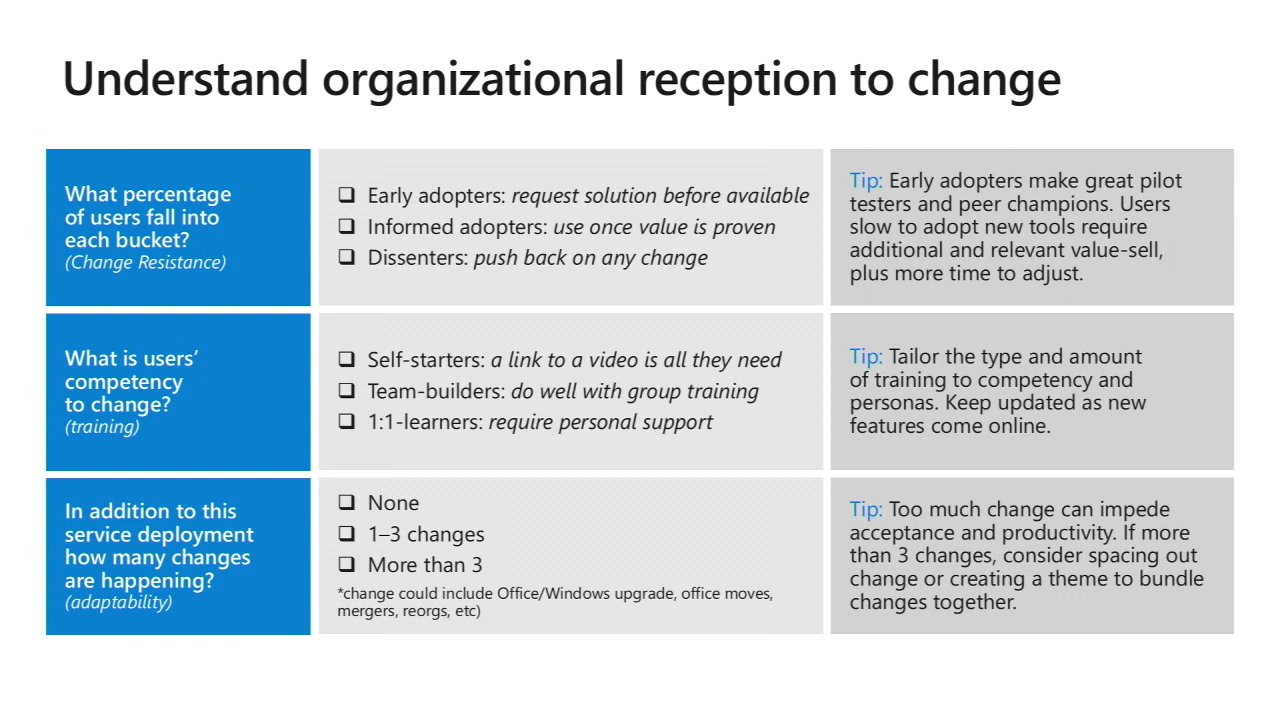 Understand organizational reception to change
What percentage
of users fall into
each bucket?
(Change Resistance)
❑ Early adopters: request solution before available
❑ Informed adopters: use once value is proven
❑ Dissenters: push back on any change
Tip: Early adopters make great pilot
testers and peer champions. Users
slow to adopt new tools require
additional and relevant value-sell,
plus more time to adjust.
What is users’
competency
to change?
(training)
❑ Self-starters: a link to a video is all they need
❑ Team-builders: do well with group training
❑ 1:1-learners: require personal support
Tip: Tailor the type and amount
of training to competency and
personas. Keep updated as new
features come online.
In addition to this
service deployment
how many changes
are happening?
(adaptability)
❑ None
❑ 1–3 changes
❑ More than 3
*change could include Office/Windows upgrade, office moves,
mergers, reorgs, etc)
Tip: Too much change can impede
acceptance and productivity. If more
than 3 changes, consider spacing out
change or creating a theme to bundle
changes together.